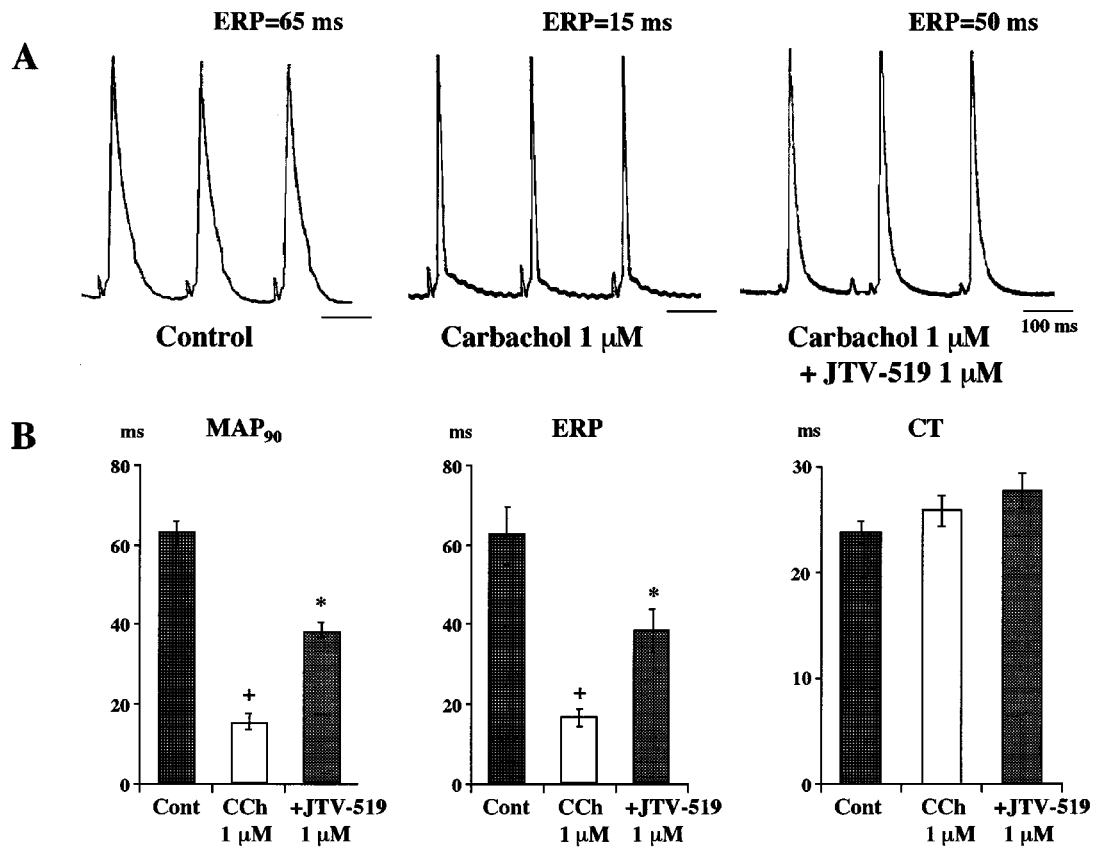 A
ERP=65 ms
ERP=15 ms
ERP=50 ms
Control
Carbachol 1 μM
Carbachol 1 μM
+ JTV-519 1 μM
100 ms
B
ms
MAP90
80
60
40
20
0
+
*
Cont
CCh
1 μM
+JTV-519
1 μM
ms
ERP
80
60
40
20
0
+
*
Cont
CCh
1 μM
+JTV-519
1 μM
ms
CT
30
20
10
0
Cont
CCh
1 μM
+JTV-519
1 μM